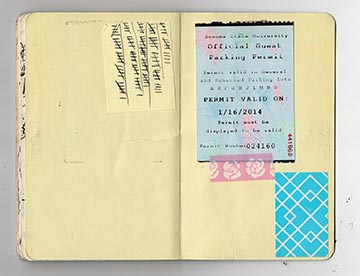 Sonoma State University
Official Guest
Parking Permit
Permit valid in General
and Reserved Parking Lots
PERMIT VALID ON:
1/16/2014
Permit must be
displayed to be valid
Permit Number 024160
441060